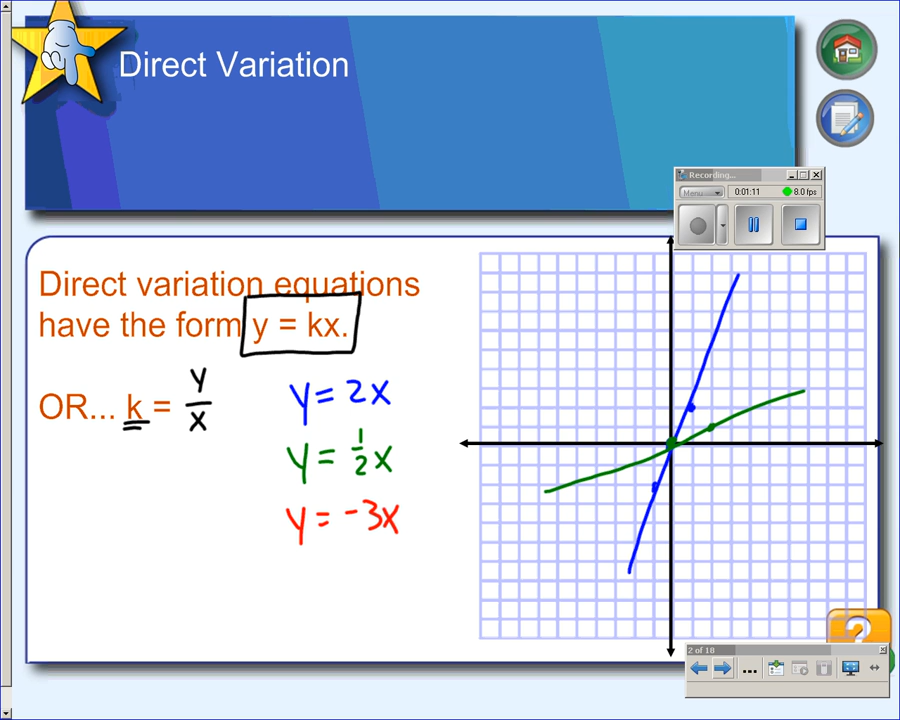 Direct Variation
Recording...
Menu
0:01:11
8.0 fps
Direct variation equations
have the form y = kx.
OR... k = y/x
y = 2x
y = 1/2 x
y = -3x
?
2 of 18
...